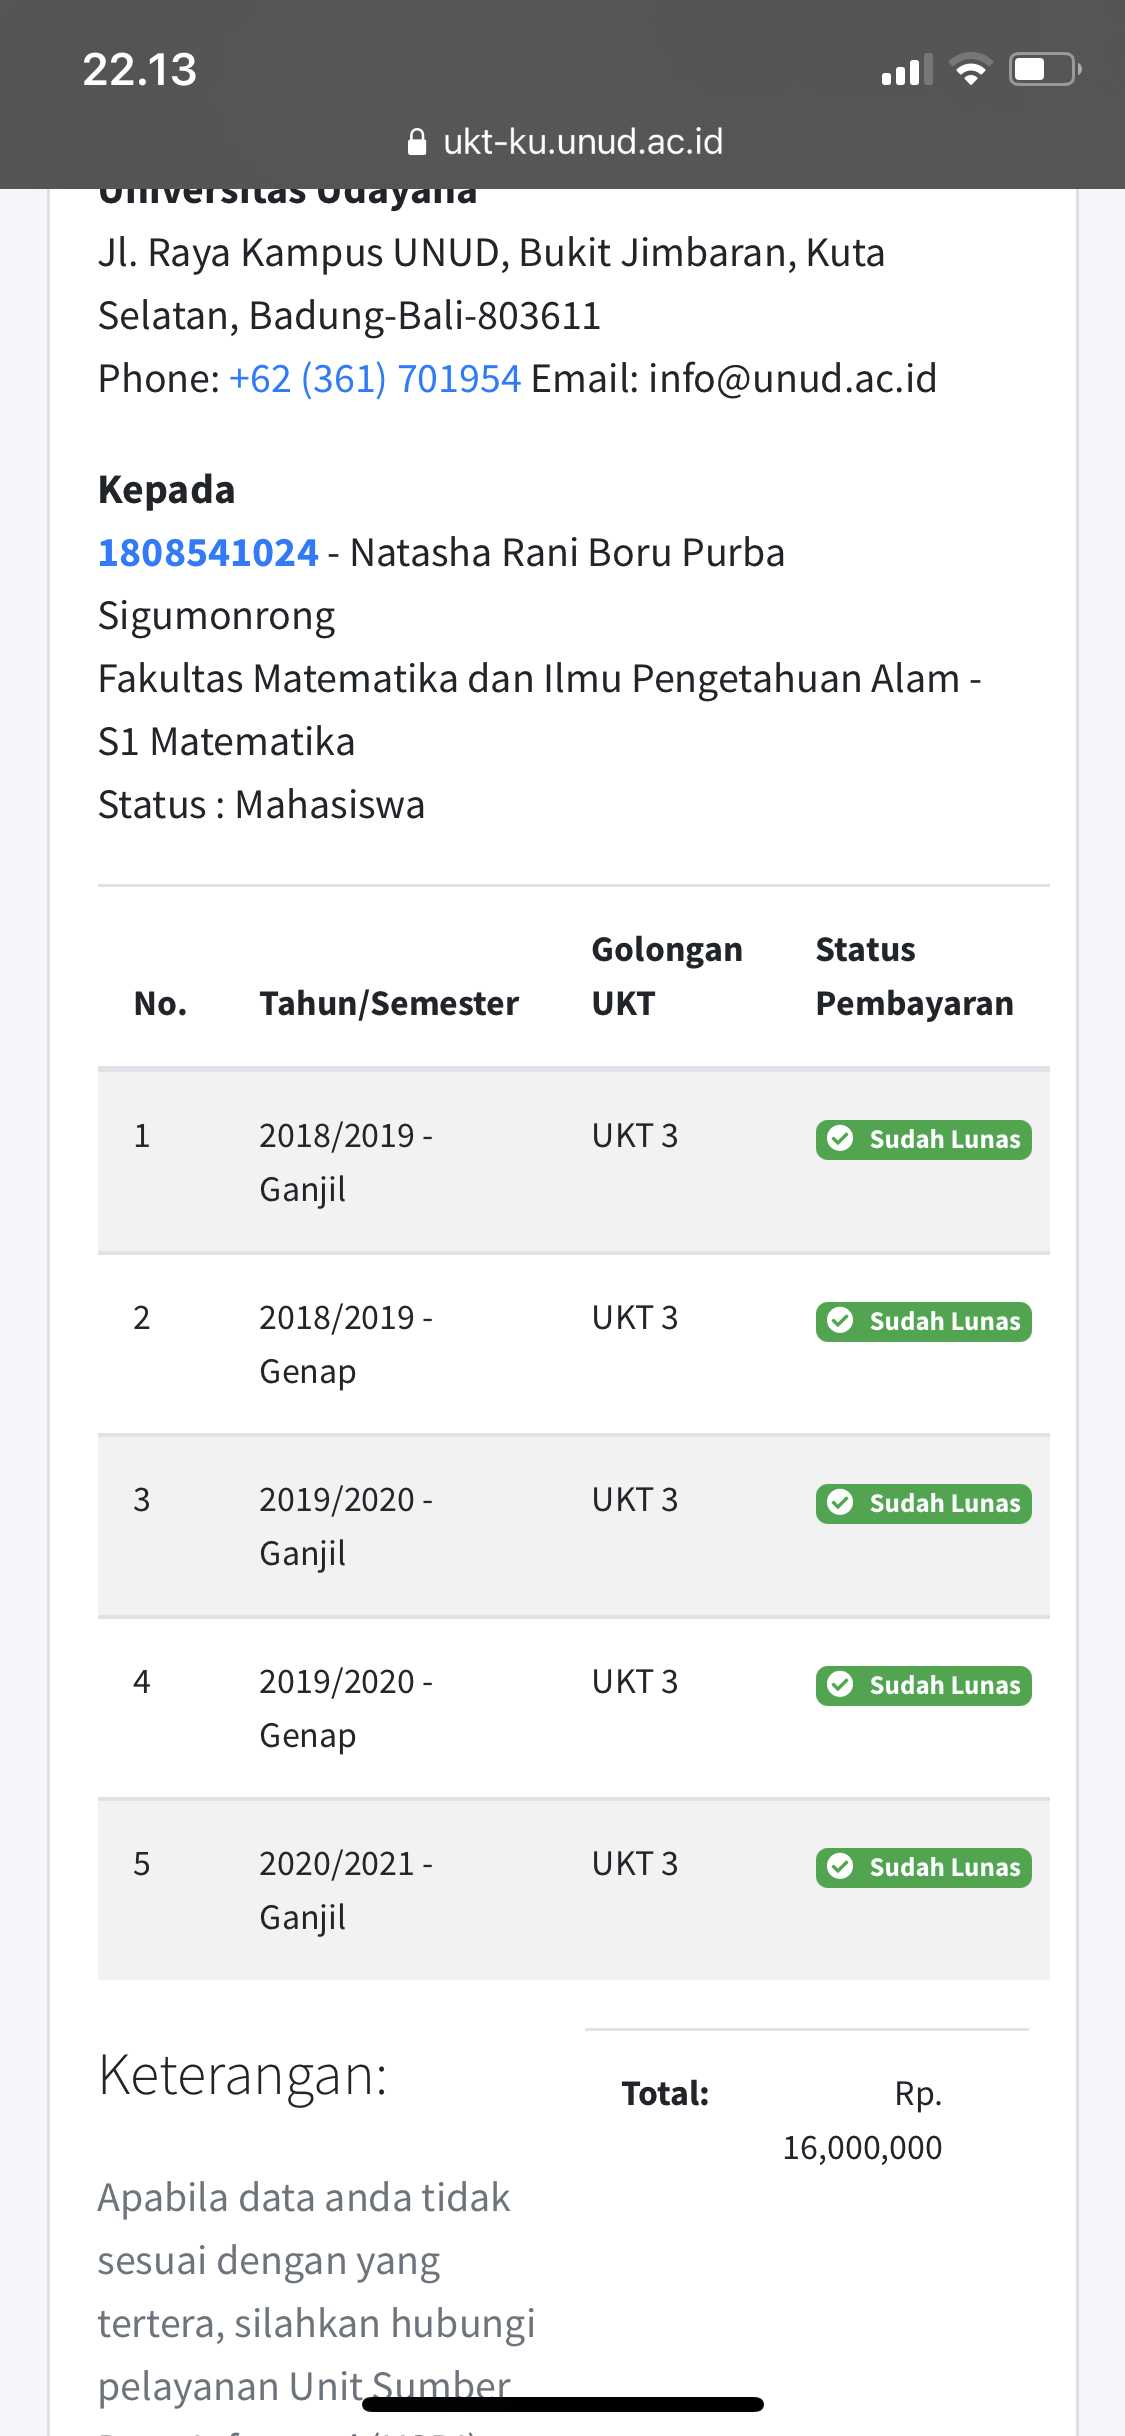 22.13
ukt-ku.unud.ac.id
Universitas Udayana
Jl. Raya Kampus UNUD, Bukit Jimbaran, Kuta
Selatan, Badung-Bali-803611
Phone: +62 (361) 701954 Email: info@unud.ac.id
Kepada
1808541024 - Natasha Rani Boru Purba
Sigumonrong
Fakultas Matematika dan Ilmu Pengetahuan Alam -
S1 Matematika
Status : Mahasiswa
No. Tahun/Semester Golongan UKT Status Pembayaran
1 2018/2019 - Ganjil UKT 3 Sudah Lunas
2 2018/2019 - Genap UKT 3 Sudah Lunas
3 2019/2020 - Ganjil UKT 3 Sudah Lunas
4 2019/2020 - Genap UKT 3 Sudah Lunas
5 2020/2021 - Ganjil UKT 3 Sudah Lunas
Total: Rp. 16,000,000
Keterangan:
Apabila data anda tidak
sesuai dengan yang
tertera, silahkan hubungi
pelayanan Unit Sumber